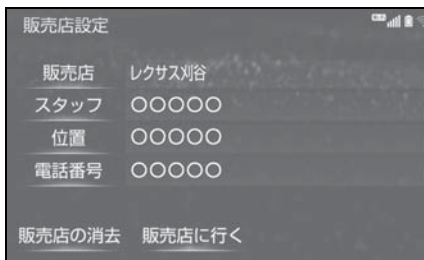 販売店設定
販売店 レクサス刈谷
スタッフ ○○○○○
位置 ○○○○○
電話番号 ○○○○○
販売店の消去 販売店に行く